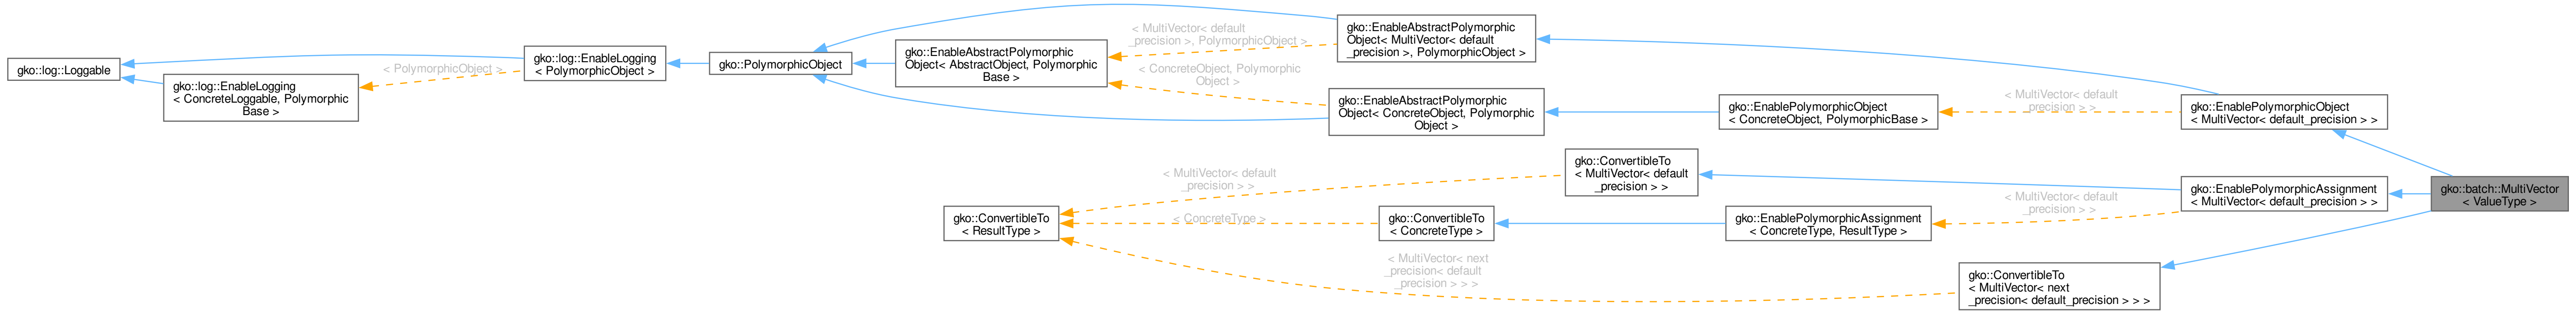 gko::log::Loggable
gko::log::EnableLogging
< ConcreteLoggable, Polymorphic
Base >
< PolymorphicObject >
gko::log::EnableLogging
< PolymorphicObject >
gko::PolymorphicObject
gko::EnableAbstractPolymorphic
Object< AbstractObject, Polymorphic
Base >
< MultiVector< default
_precision >, PolymorphicObject >
< ConcreteObject, Polymorphic
Object >
gko::EnableAbstractPolymorphic
Object< MultiVector< default
_precision >, PolymorphicObject >
gko::EnableAbstractPolymorphic
Object< ConcreteObject, Polymorphic
Object >
gko::EnablePolymorphicObject
< ConcreteObject, PolymorphicBase >
< MultiVector< default
_precision > >
gko::EnablePolymorphicObject
< MultiVector< default_precision > >
gko::ConvertibleTo
< ResultType >
< MultiVector< default
_precision > >
< ConcreteType >
< MultiVector< next
_precision< default
_precision > > >
gko::ConvertibleTo
< MultiVector< default
_precision > >
gko::ConvertibleTo
< ConcreteType >
gko::EnablePolymorphicAssignment
< ConcreteType, ResultType >
< MultiVector< default
_precision > >
gko::EnablePolymorphicAssignment
< MultiVector< default_precision > >
gko::ConvertibleTo
< MultiVector< next
_precision< default_precision > > >
gko::batch::MultiVector
< ValueType >